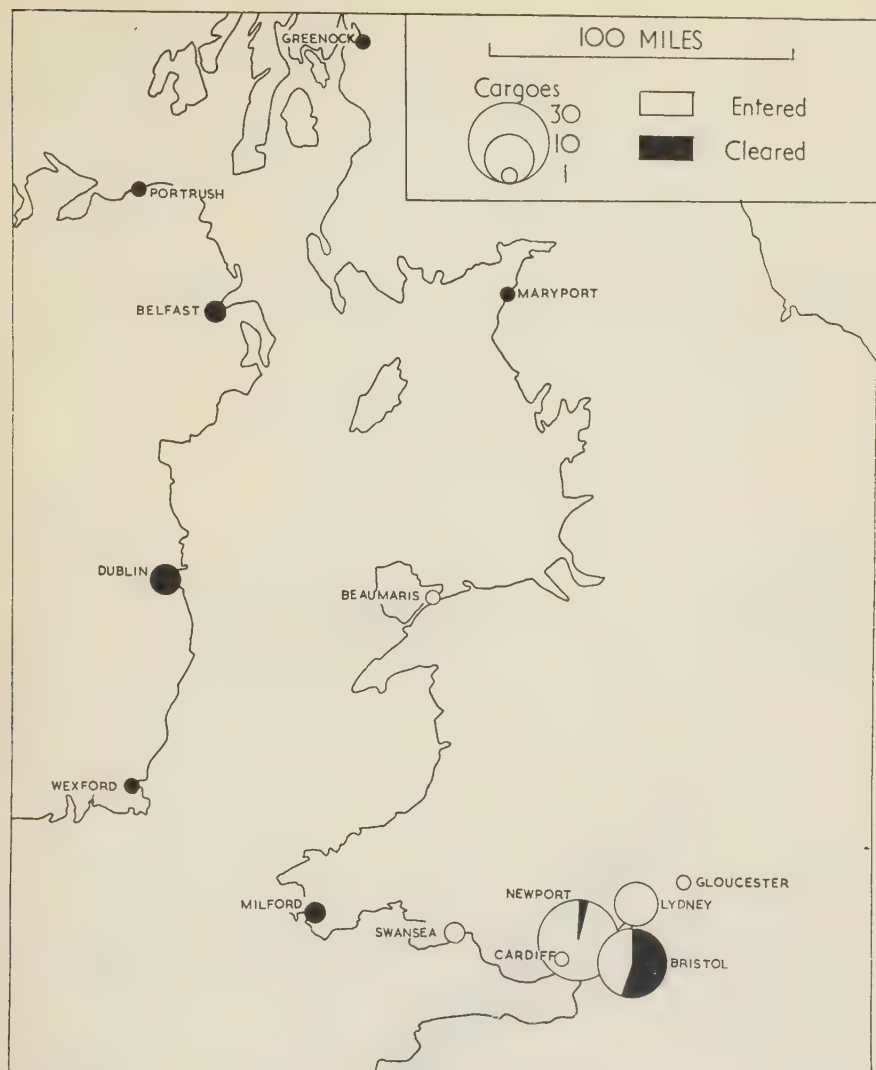 GREENOCK
100 MILES
Cargoes
30
10
1
Entered
Cleared
PORTRUSH
BELFAST
MARYPORT
DUBLIN
BEAUMARIS
WEXFORD
MILFORD
SWANSEA
NEWPORT
CARDIFF
GLOUCESTER
LYDNEY
BRISTOL